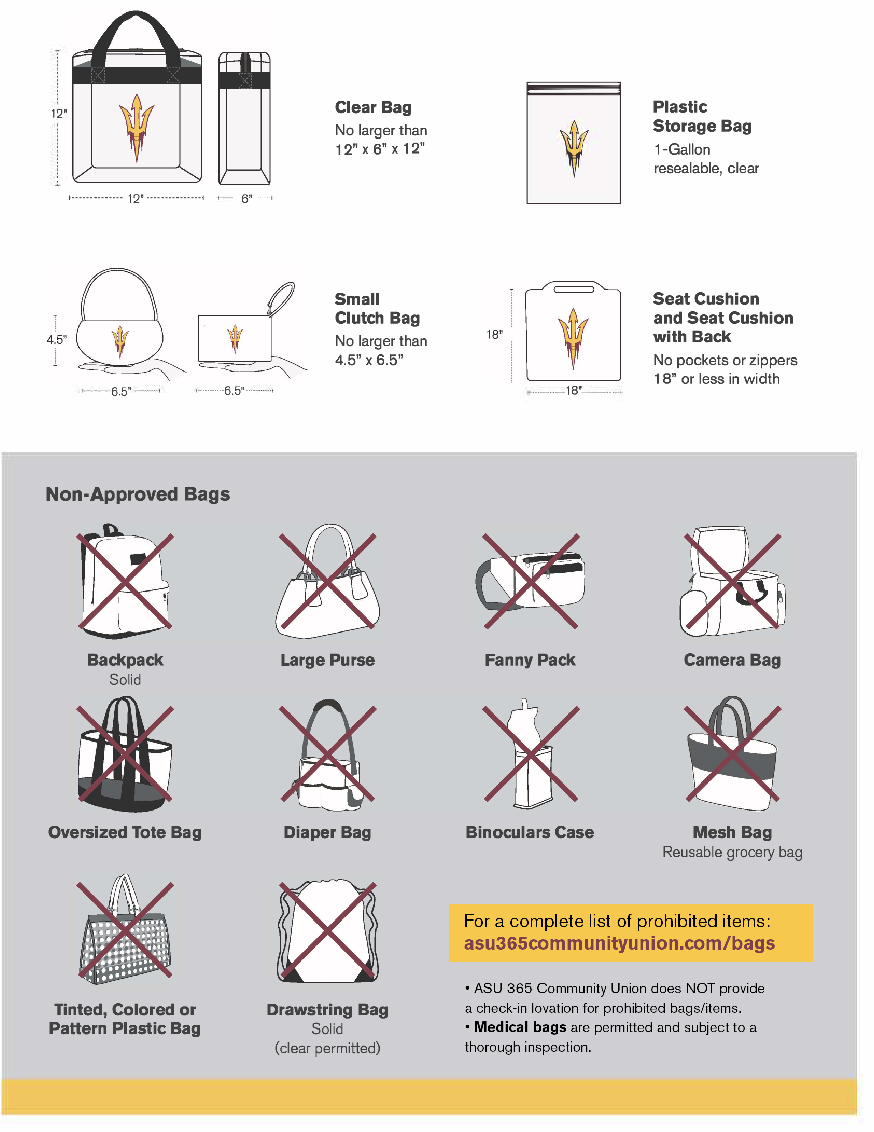 12"
12"
6"
Clear Bag
No larger than
12” x 6” x 12”
Plastic
Storage Bag
1-Gallon
resealable, clear
4.5"
6.5"
6.5"
Small
Clutch Bag
No larger than
4.5” x 6.5”
18"
18"
Seat Cushion
and Seat Cushion
with Back
No pockets or zippers
18” or less in width
Non-Approved Bags
Backpack
Solid
Large Purse
Fanny Pack
Camera Bag
Oversized Tote Bag
Diaper Bag
Binoculars Case
Mesh Bag
Reusable grocery bag
Tinted, Colored or
Pattern Plastic Bag
Drawstring Bag
Solid
(clear permitted)
For a complete list of prohibited items:
asu365communityunion.com/bags
• ASU 365 Community Union does NOT provide
a check-in lovation for prohibited bags/items.
• Medical bags are permitted and subject to a
thorough inspection.